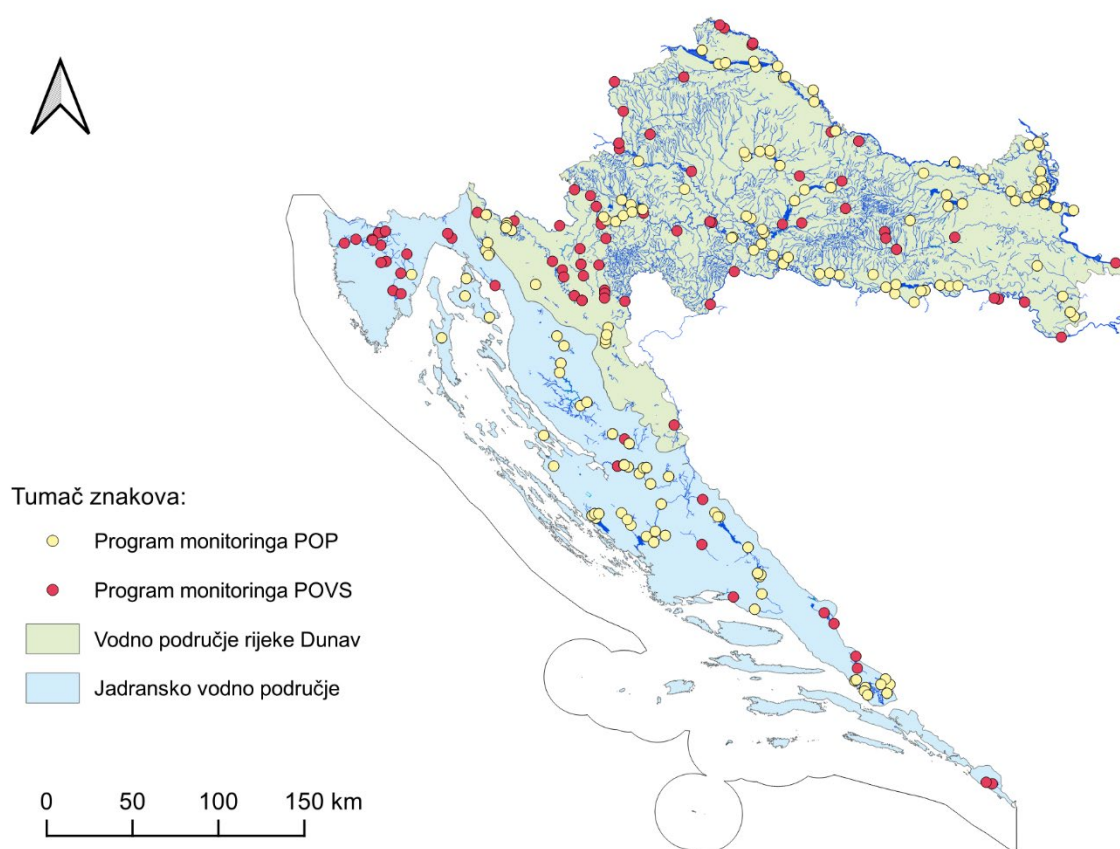 Tumač znakova:
Program monitoringa POP
Program monitoringa POVS
Vodno područje rijeke Dunav
Jadransko vodno područje
0 50 100 150 km